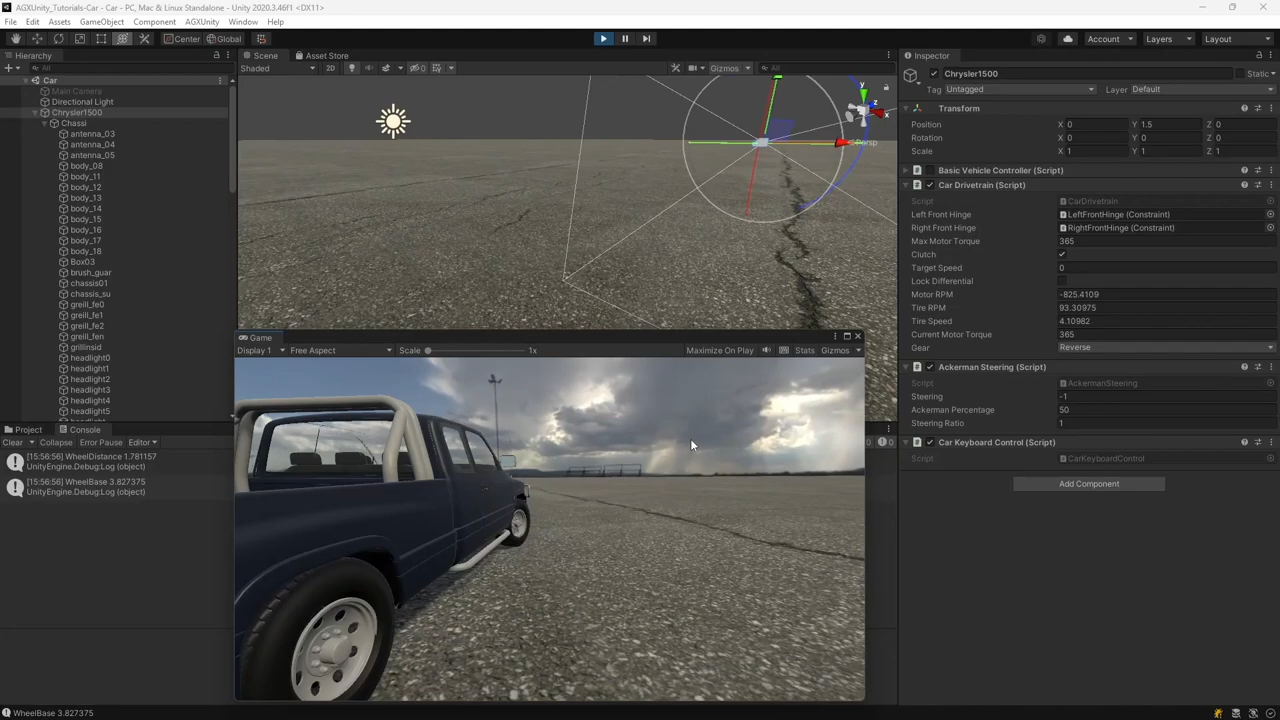 AGXUnity_Tutorials-Car - Car - PC, Mac & Linux Standalone - Unity 2020.3.46f1 <DX11>
File Edit Assets GameObject Component AGXUnity Window Help
Center Global Account Layers Layout
Hierarchy
All
Car
Main Camera
Directional Light
Chrysler1500
Chassi
antenna_03
antenna_04
antenna_05
body_08
body_11
body_12
body_13
body_14
body_15
body_16
body_17
body_18
Box03
brush_guar
chassis01
chassis_su
greill_fe0
greill_fe1
greill_fe2
greill_fen
grillinsid
headlight0
headlight1
headlight2
headlight3
headlight4
headlight5
Scene Asset Store
Shaded 2D 0 Gizmos All
y
z
x
Persp
Game
Display 1 Free Aspect Scale 1x Maximize On Play Stats Gizmos
Project Console
Clear Collapse Error Pause Editor 0
[15:56:56] WheelDistance 1.781157
UnityEngine.Debug:Log (object)
[15:56:56] WheelBase 3.827375
UnityEngine.Debug:Log (object)
Inspector
Chrysler1500 Static
Tag Untagged Layer Default
Transform
Position X 0 Y 1.5 Z 0
Rotation X 0 Y 0 Z 0
Scale X 1 Y 1 Z 1
Basic Vehicle Controller (Script)
Car Drivetrain (Script)
Script CarDrivetrain
Left Front Hinge LeftFrontHinge (Constraint)
Right Front Hinge RightFrontHinge (Constraint)
Max Motor Torque 365
Clutch
Target Speed 0
Lock Differential
Motor RPM -825.4109
Tire RPM 93.30975
Tire Speed 4.10982
Current Motor Torque 365
Gear Reverse
Ackerman Steering (Script)
Script AckermanSteering
Steering -1
Ackerman Percentage 50
Steering Ratio 1
Car Keyboard Control (Script)
Script CarKeyboardControl
Add Component
WheelBase 3.827375